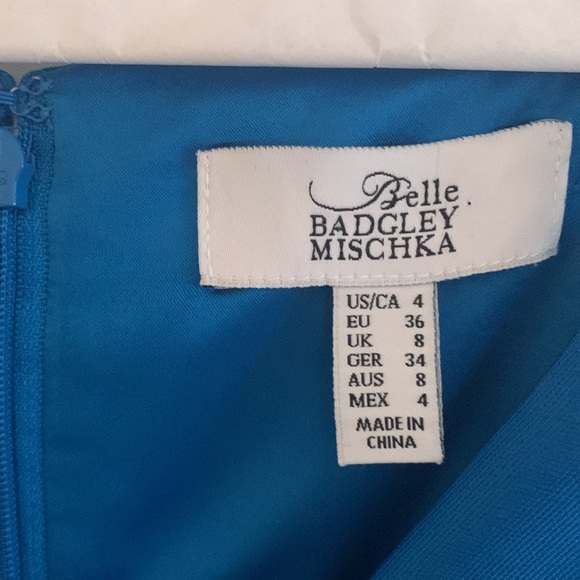 Belle.
BADGLEY
MISCHKA
US/CA 4
EU 36
UK 8
GER 34
AUS 8
MEX 4
MADE IN
CHINA